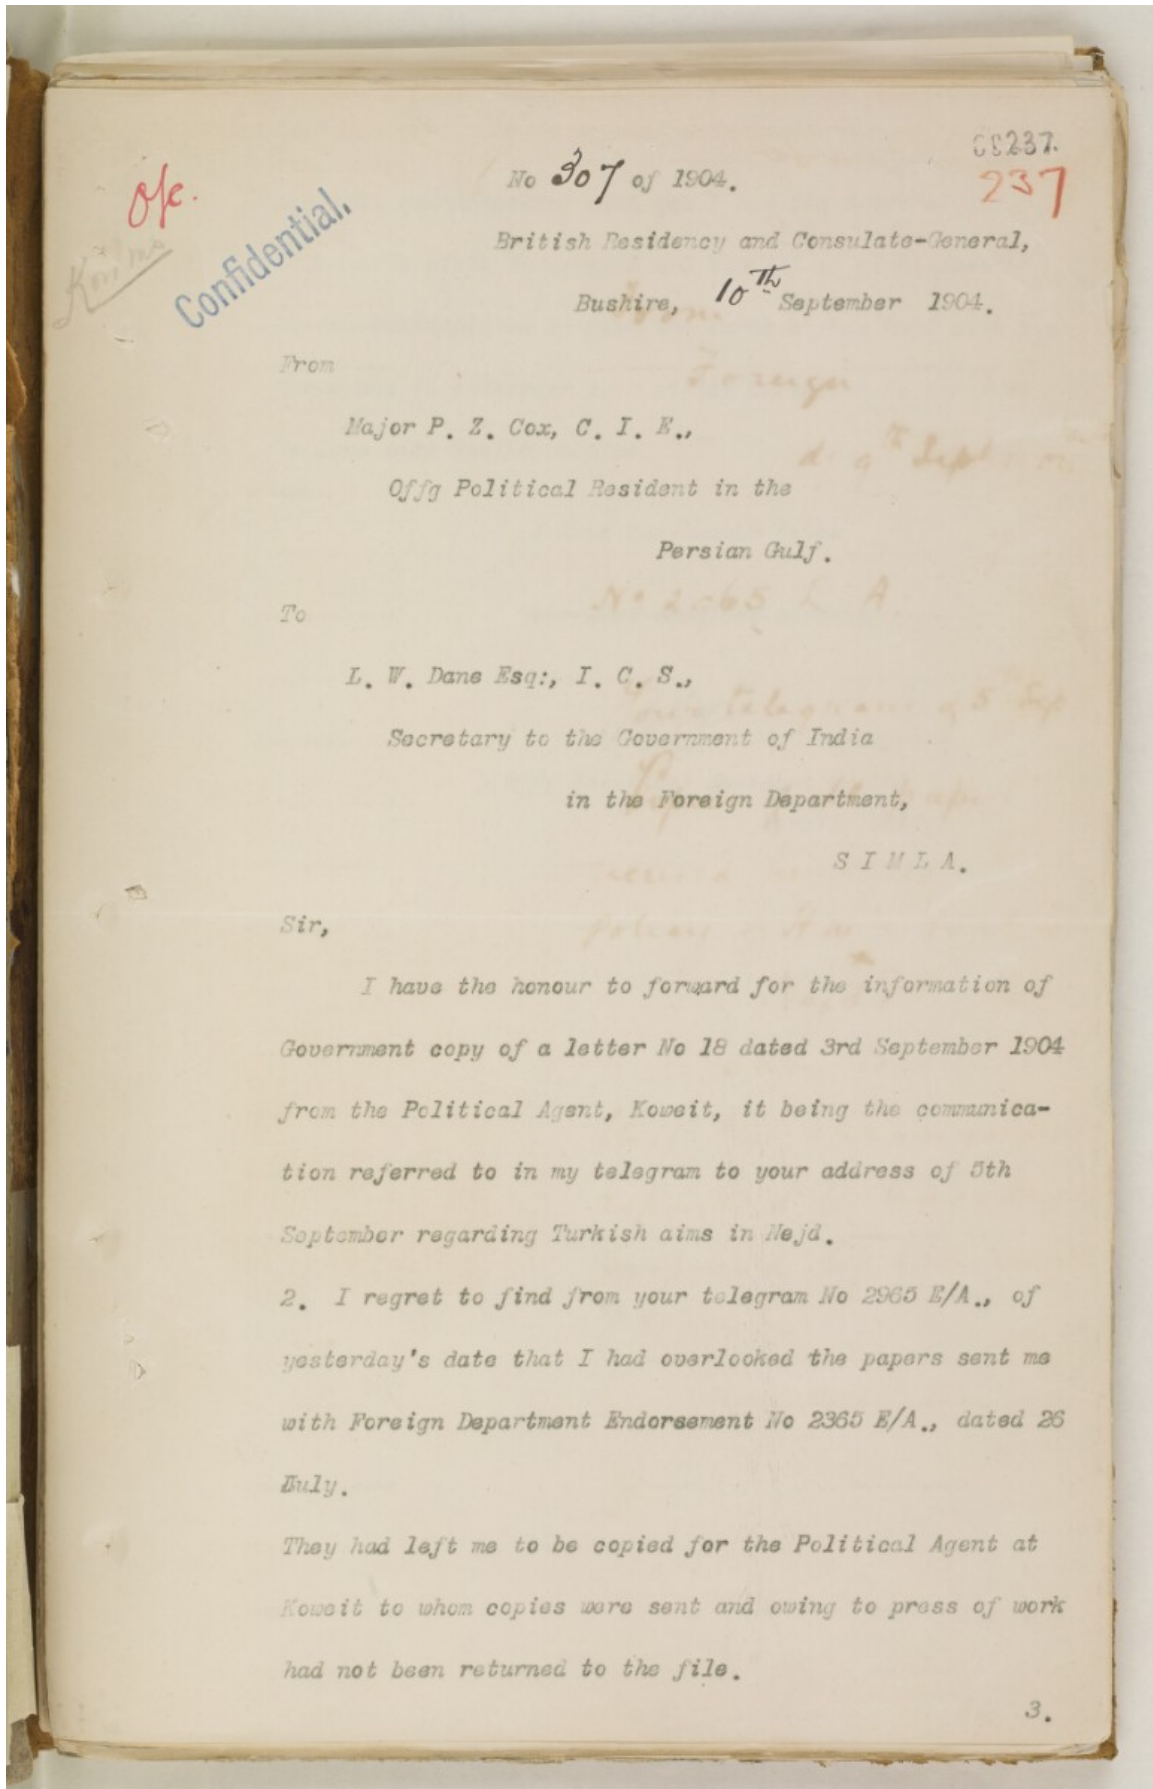 237.
237
O/c.
Confidential.
No 307 of 1904.
British Residency and Consulate-General,
Bushire, 10th September 1904.
From
Major P. Z. Cox, C. I. E.,
Offg Political Resident in the
Persian Gulf.
To
L. W. Dane Esq:, I. C. S.,
Secretary to the Government of India
in the Foreign Department,
S I M L A.
Sir,
I have the honour to forward for the information of
Government copy of a letter No 18 dated 3rd September 1904
from the Political Agent, Koweit, it being the communica-
tion referred to in my telegram to your address of 5th
September regarding Turkish aims in Nejd.
2. I regret to find from your telegram No 2965 E/A., of
yesterday's date that I had overlooked the papers sent me
with Foreign Department Endorsement No 2365 E/A., dated 26
July.
They had left me to be copied for the Political Agent at
Koweit to whom copies were sent and owing to press of work
had not been returned to the file.
3.